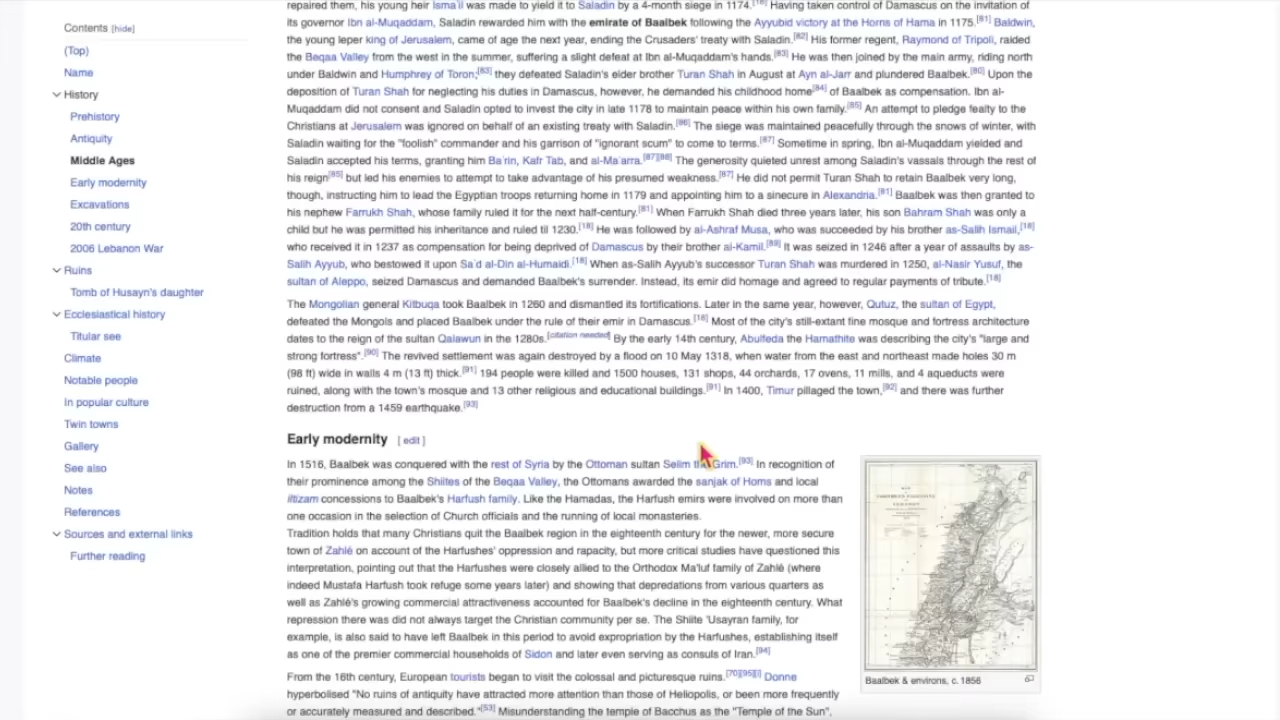 Contents [hide]
(Top)
Name
History
Prehistory
Antiquity
Middle Ages
Early modernity
Excavations
20th century
2006 Lebanon War
Ruins
Tomb of Husayn's daughter
Ecclesiastical history
Titular see
Climate
Notable people
In popular culture
Twin towns
Gallery
See also
Notes
References
Sources and external links
Further reading
repaired them, his young heir Isma'il was made to yield it to Saladin by a 4-month siege in 1174.[18] Having taken control of Damascus on the invitation of
its governor Ibn al-Muqaddam, Saladin rewarded him with the emirate of Baalbek following the Ayyubid victory at the Horns of Hama in 1175.[81] Baldwin,
the young leper king of Jerusalem, came of age the next year, ending the Crusaders' treaty with Saladin.[82] His former regent, Raymond of Tripoli, raided
the Beqaa Valley from the west in the summer, suffering a slight defeat at Ibn al-Muqaddam's hands.[83] He was then joined by the main army, riding north
under Baldwin and Humphrey of Toron;[83] they defeated Saladin's elder brother Turan Shah in August at Ayn al-Jarr and plundered Baalbek.[80] Upon the
deposition of Turan Shah for neglecting his duties in Damascus, however, he demanded his childhood home[84] of Baalbek as compensation. Ibn al-
Muqaddam did not consent and Saladin opted to invest the city in late 1178 to maintain peace within his own family.[85] An attempt to pledge fealty to the
Christians at Jerusalem was ignored on behalf of an existing treaty with Saladin.[86] The siege was maintained peacefully through the snows of winter, with
Saladin waiting for the "foolish" commander and his garrison of "ignorant scum" to come to terms.[87] Sometime in spring, Ibn al-Muqaddam yielded and
Saladin accepted his terms, granting him Ba'rin, Kafr Tab, and al-Ma'arra.[87][88] The generosity quieted unrest among Saladin's vassals through the rest of
his reign[85] but led his enemies to attempt to take advantage of his presumed weakness.[87] He did not permit Turan Shah to retain Baalbek very long,
though, instructing him to lead the Egyptian troops returning home in 1179 and appointing him to a sinecure in Alexandria.[81] Baalbek was then granted to
his nephew Farrukh Shah, whose family ruled it for the next half-century.[81] When Farrukh Shah died three years later, his son Bahram Shah was only a
child but he was permitted his inheritance and ruled til 1230.[18] He was followed by al-Ashraf Musa, who was succeeded by his brother as-Salih Ismail,[18]
who received it in 1237 as compensation for being deprived of Damascus by their brother al-Kamil.[89] It was seized in 1246 after a year of assaults by as-
Salih Ayyub, who bestowed it upon Sa'd al-Din al-Humaidi.[18] When as-Salih Ayyub's successor Turan Shah was murdered in 1250, al-Nasir Yusuf, the
sultan of Aleppo, seized Damascus and demanded Baalbek's surrender. Instead, its emir did homage and agreed to regular payments of tribute.[18]
The Mongolian general Kitbuqa took Baalbek in 1260 and dismantled its fortifications. Later in the same year, however, Qutuz, the sultan of Egypt,
defeated the Mongols and placed Baalbek under the rule of their emir in Damascus.[18] Most of the city's still-extant fine mosque and fortress architecture
dates to the reign of the sultan Qalawun in the 1280s.[citation needed] By the early 14th century, Abulfeda the Hamathite was describing the city's "large and
strong fortress".[90] The revived settlement was again destroyed by a flood on 10 May 1318, when water from the east and northeast made holes 30 m
(98 ft) wide in walls 4 m (13 ft) thick.[91] 194 people were killed and 1500 houses, 131 shops, 44 orchards, 17 ovens, 11 mills, and 4 aqueducts were
ruined, along with the town's mosque and 13 other religious and educational buildings.[91] In 1400, Timur pillaged the town,[92] and there was further
destruction from a 1459 earthquake.[93]
Early modernity [ edit ]
In 1516, Baalbek was conquered with the rest of Syria by the Ottoman sultan Selim the Grim.[93] In recognition of
their prominence among the Shiites of the Beqaa Valley, the Ottomans awarded the sanjak of Homs and local
iltizam concessions to Baalbek's Harfush family. Like the Hamadas, the Harfush emirs were involved on more than
one occasion in the selection of Church officials and the running of local monasteries.
Tradition holds that many Christians quit the Baalbek region in the eighteenth century for the newer, more secure
town of Zahlé on account of the Harfushes' oppression and rapacity, but more critical studies have questioned this
interpretation, pointing out that the Harfushes were closely allied to the Orthodox Ma'luf family of Zahlé (where
indeed Mustafa Harfush took refuge some years later) and showing that depredations from various quarters as
well as Zahlé's growing commercial attractiveness accounted for Baalbek's decline in the eighteenth century. What
repression there was did not always target the Christian community per se. The Shiite 'Usayran family, for
example, is also said to have left Baalbek in this period to avoid expropriation by the Harfushes, establishing itself
as one of the premier commercial households of Sidon and later even serving as consuls of Iran.[94]
From the 16th century, European tourists began to visit the colossal and picturesque ruins.[70][95][i] Donne
hyperbolised "No ruins of antiquity have attracted more attention than those of Heliopolis, or been more frequently
or accurately measured and described."[53] Misunderstanding the temple of Bacchus as the "Temple of the Sun",
Baalbek & environs, c. 1856